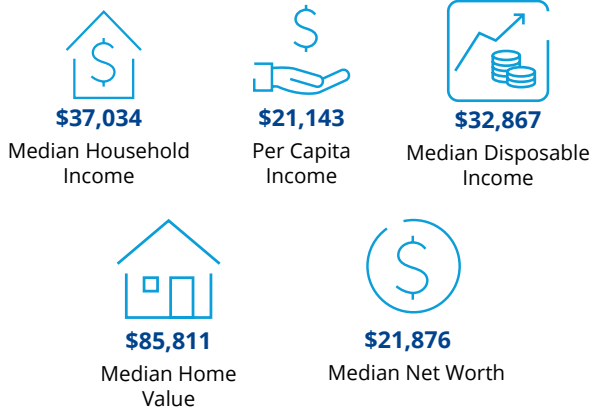 $37,034
Median Household
Income
$21,143
Per Capita
Income
$32,867
Median Disposable
Income
$85,811
Median Home
Value
$21,876
Median Net Worth